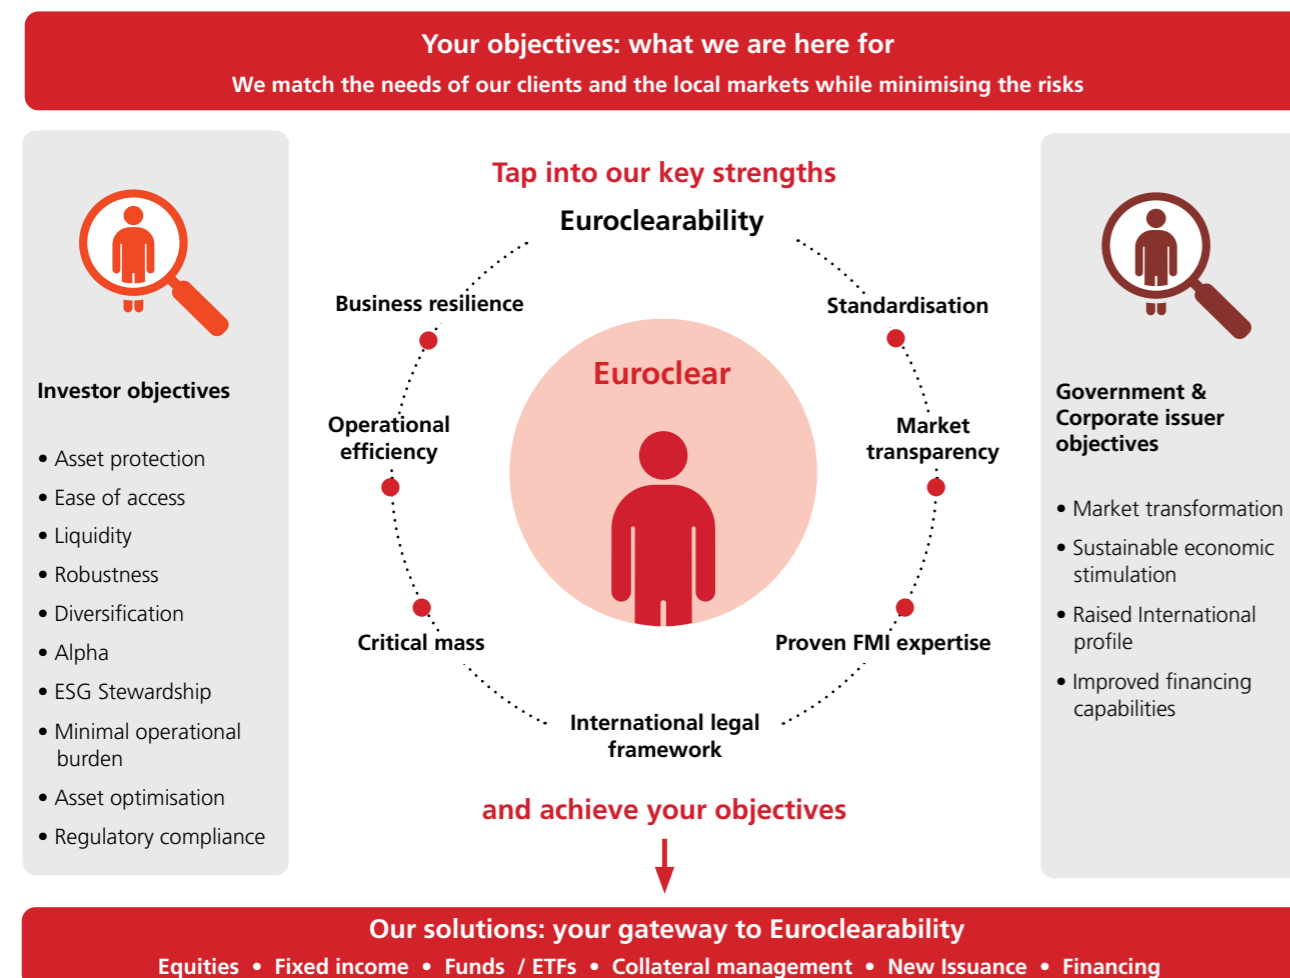 Your objectives: what we are here for
We match the needs of our clients and the local markets while minimising the risks
Investor objectives
• Asset protection
• Ease of access
• Liquidity
• Robustness
• Diversification
• Alpha
• ESG Stewardship
• Minimal operational
burden
• Asset optimisation
• Regulatory compliance
Tap into our key strengths
Euroclearability
Business resilience
Standardisation
Euroclear
Operational
efficiency
Market
transparency
Critical mass
Proven FMI expertise
International legal
framework
and achieve your objectives
Government &
Corporate issuer
objectives
• Market transformation
• Sustainable economic
stimulation
• Raised International
profile
• Improved financing
capabilities
Our solutions: your gateway to Euroclearability
Equities • Fixed income • Funds / ETFs • Collateral management • New Issuance • Financing